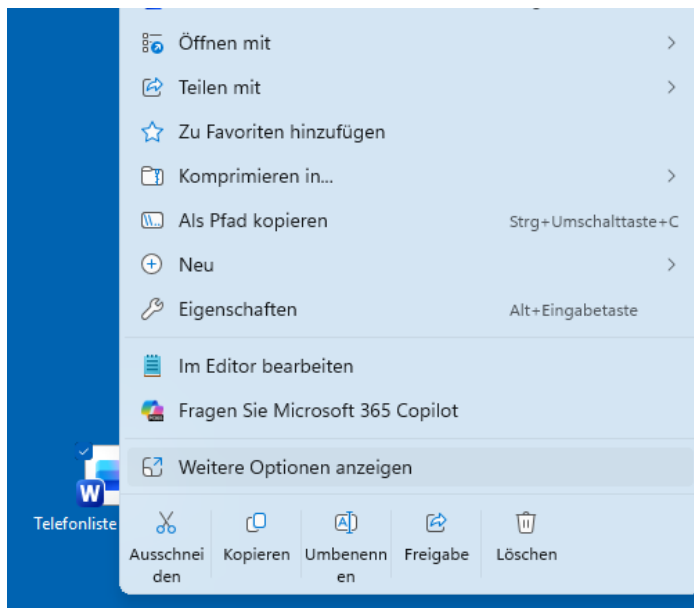 Öffnen mit
Teilen mit
Zu Favoriten hinzufügen
Komprimieren in...
Als Pfad kopieren Strg+Umschalttaste+C
Neu
Eigenschaften Alt+Eingabetaste
Im Editor bearbeiten
Fragen Sie Microsoft 365 Copilot
Weitere Optionen anzeigen
W
Telefonliste
Ausschnei Kopieren Umbenenn Freigabe Löschen
den en